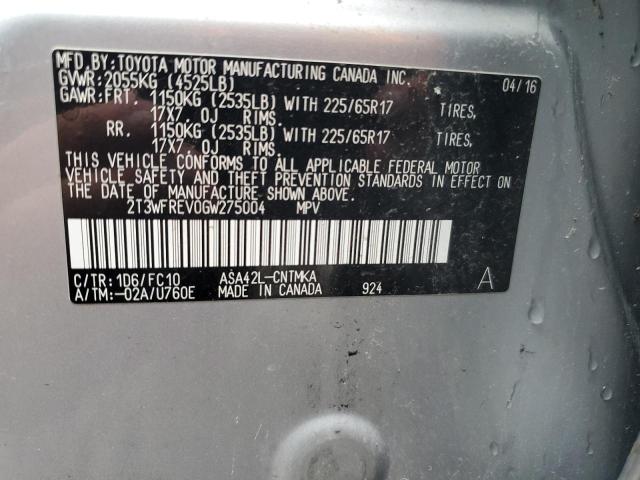 MFD.BY:TOYOTA MOTOR MANUFACTURING CANADA INC.
GVWR:2055KG (4525LB) 04/16
GAWR:FRT. 1150KG (2535LB) WITH 225/65R17 TIRES,
17X7.0J RIMS.
RR. 1150KG (2535LB) WITH 225/65R17 TIRES,
17X7.0J RIMS.
THIS VEHICLE CONFORMS TO ALL APPLICABLE FEDERAL MOTOR
VEHICLE SAFETY AND THEFT PREVENTION STANDARDS IN EFFECT ON
THE DATE OF MANUFACTURE SHOWN ABOVE.
2T3WFREV0GW275004 MPV
C/TR:1D6/FC10 ASA42L-CNTMKA A
A/TM:-02A/U760E MADE IN CANADA 924